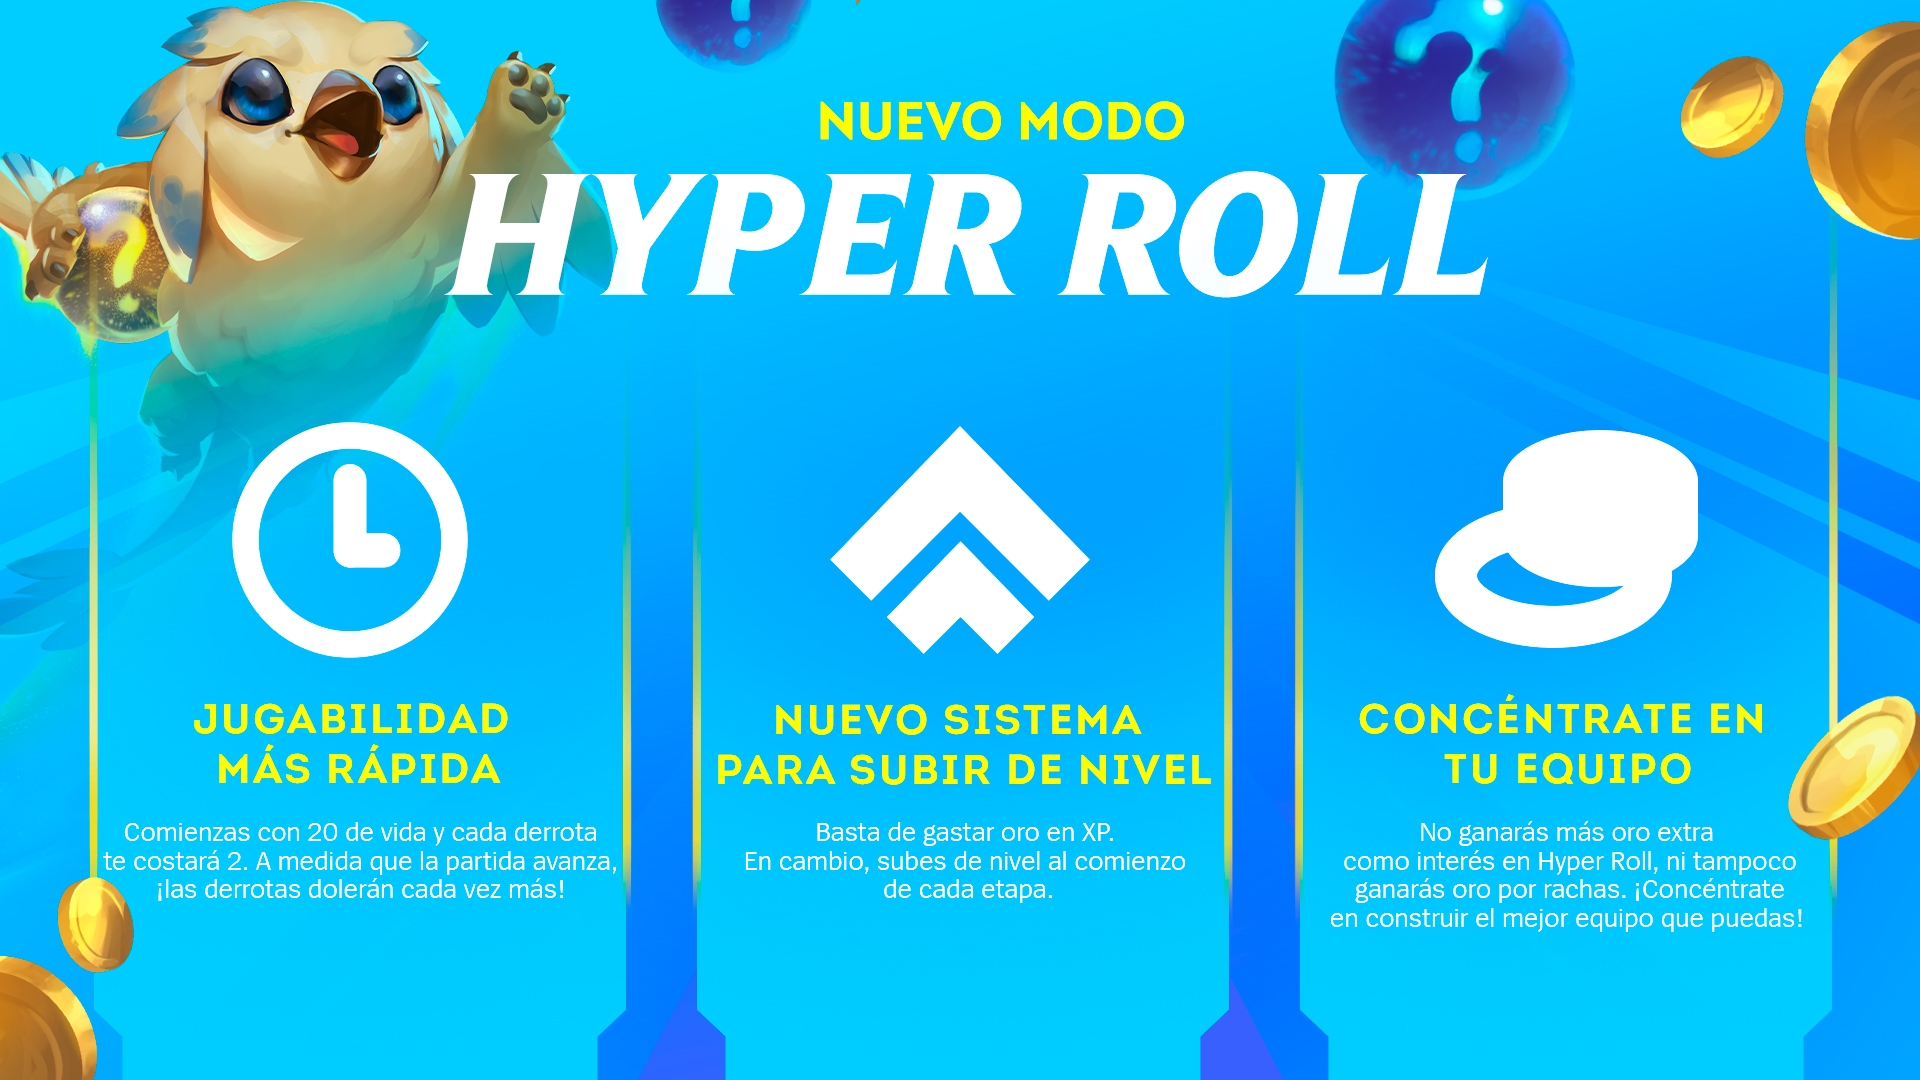 NUEVO MODO
HYPER ROLL
JUGABILIDAD
MÁS RÁPIDA
Comienzas con 20 de vida y cada derrota
te costará 2. A medida que la partida avanza,
¡las derrotas dolerán cada vez más!
NUEVO SISTEMA
PARA SUBIR DE NIVEL
Basta de gastar oro en XP.
En cambio, subes de nivel al comienzo
de cada etapa.
CONCÉNTRATE EN
TU EQUIPO
No ganarás más oro extra
como interés en Hyper Roll, ni tampoco
ganarás oro por rachas. ¡Concéntrate
en construir el mejor equipo que puedas!